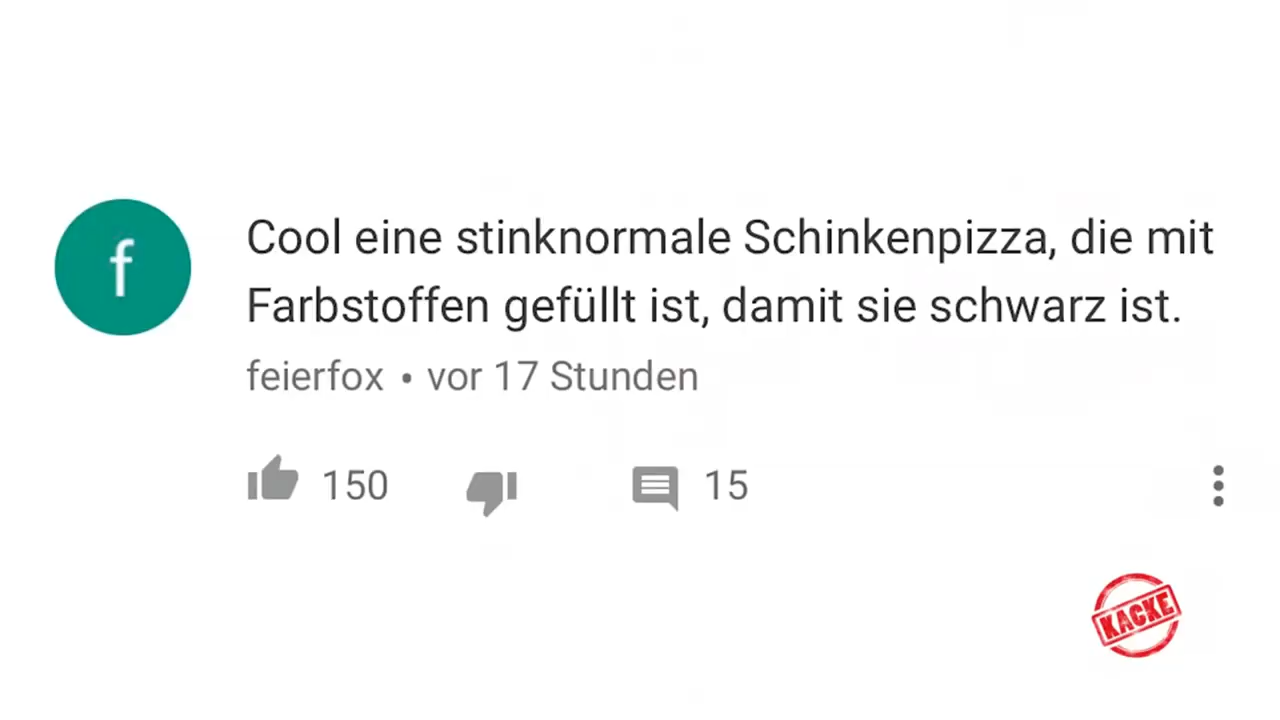 f
Cool eine stinknormale Schinkenpizza, die mit
Farbstoffen gefüllt ist, damit sie schwarz ist.
feierfox • vor 17 Stunden
150 15
KACKE